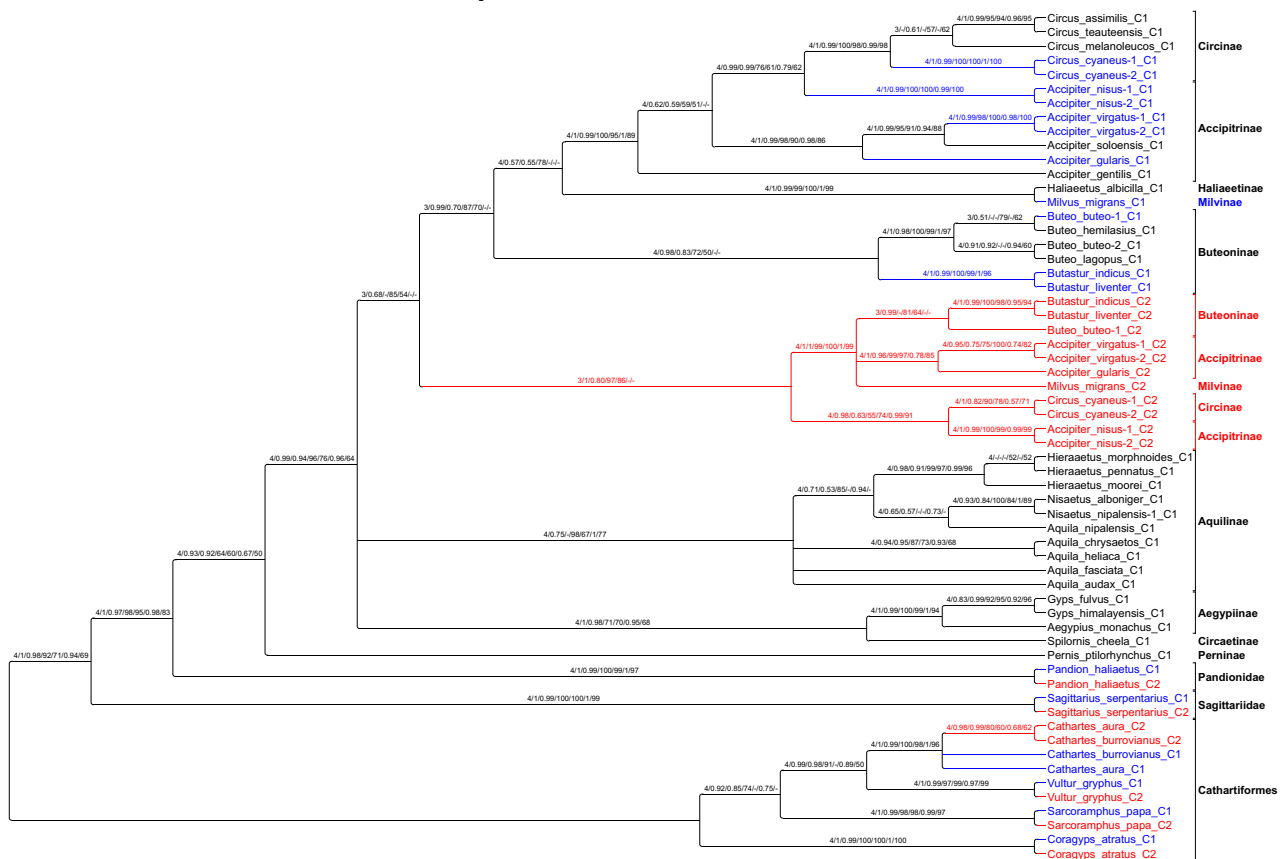 4/1/0.99/95/94/0.96/95
Circus_assimilis_C1
3/-/0.61/-/57/-/62
Circus_teauteensis_C1
Circus_melanoleucos_C1
Circinae
4/1/0.99/100/98/0.99/98
4/1/0.99/100/100/1/100
Circus_cyaneus-1_C1
Circus_cyaneus-2_C1
4/0.99/0.99/76/61/0.79/62
4/1/0.99/100/100/0.99/100
Accipiter_nisus-1_C1
Accipiter_nisus-2_C1
4/0.62/0.59/59/51/-/-
4/1/0.99/98/100/0.98/100
Accipiter_virgatus-1_C1
4/1/0.99/95/91/0.94/88
Accipiter_virgatus-2_C1
Accipitrinae
4/1/0.99/100/95/1/89
4/1/0.99/98/90/0.98/86
Accipiter_soloensis_C1
Accipiter_gularis_C1
4/0.57/0.55/78/-/-/-
Accipiter_gentilis_C1
4/1/0.99/99/100/1/99
Haliaeetus_albicilla_C1
Haliaeetinae
Milvus_migrans_C1
Milvinae
3/0.99/0.70/87/70/-/-
3/0.51/-/-/79/-/62
Buteo_buteo-1_C1
4/1/0.98/100/99/1/97
Buteo_hemilasius_C1
4/0.91/0.92/-/-/0.94/60
Buteo_buteo-2_C1
4/0.98/0.83/72/50/-/-
Buteo_lagopus_C1
Buteoninae
4/1/0.99/100/99/1/96
Butastur_indicus_C1
Butastur_liventer_C1
3/0.68/-/85/54/-/-
4/1/0.99/100/98/0.95/94
Butastur_indicus_C2
3/0.99/-/81/64/-/-
Butastur_liventer_C2
Buteoninae
Buteo_buteo-1_C2
4/0.95/0.75/75/100/0.74/82
Accipiter_virgatus-1_C2
4/1/1/99/100/1/99
4/1/0.96/99/97/0.78/85
Accipiter_virgatus-2_C2
Accipitrinae
Accipiter_gularis_C2
3/1/0.80/97/86/-/-
Milvus_migrans_C2
Milvinae
4/1/0.82/90/78/0.57/71
Circus_cyaneus-1_C2
Circinae
4/0.98/0.63/55/74/0.99/91
Circus_cyaneus-2_C2
4/1/0.99/100/99/0.99/99
Accipiter_nisus-1_C2
Accipitrinae
Accipiter_nisus-2_C2
4/0.99/0.94/96/76/0.96/64
4/-/-/-/52/-/52
Hieraaetus_morphnoides_C1
4/0.98/0.91/99/97/0.99/96
Hieraaetus_pennatus_C1
Hieraaetus_moorei_C1
4/0.71/0.53/85/-/0.94/-
4/0.93/0.84/100/84/1/89
Nisaetus_alboniger_C1
4/0.65/0.57/-/-/0.73/-
Nisaetus_nipalensis-1_C1
Aquilinae
Aquila_nipalensis_C1
4/0.75/-/98/67/1/77
4/0.94/0.95/87/73/0.93/68
Aquila_chrysaetos_C1
Aquila_heliaca_C1
4/0.93/0.92/64/60/0.67/50
Aquila_fasciata_C1
Aquila_audax_C1
4/0.83/0.99/92/95/0.92/96
Gyps_fulvus_C1
4/1/0.97/98/95/0.98/83
4/1/0.99/100/99/1/94
Gyps_himalayensis_C1
Aegypiinae
4/1/0.98/71/70/0.95/68
Aegypius_monachus_C1
Spilornis_cheela_C1
Circaetinae
4/1/0.98/92/71/0.94/69
Pernis_ptilorhynchus_C1
Perninae
4/1/0.99/100/99/1/97
Pandion_haliaetus_C1
Pandionidae
Pandion_haliaetus_C2
4/1/0.99/100/100/1/99
Sagittarius_serpentarius_C1
Sagittariidae
Sagittarius_serpentarius_C2
4/0.98/0.99/80/60/0.68/62
Cathartes_aura_C2
4/1/0.99/100/98/1/96
Cathartes_burrovianus_C2
Cathartes_burrovianus_C1
4/0.99/0.98/91/-/0.89/50
Cathartes_aura_C1
4/1/0.99/97/99/0.97/99
Vultur_gryphus_C1
4/0.92/0.85/74/-/0.75/-
Vultur_gryphus_C2
Cathartiformes
4/1/0.99/98/98/0.99/97
Sarcoramphus_papa_C1
Sarcoramphus_papa_C2
4/1/0.99/100/100/1/100
Coragyps_atratus_C1
Coragyps_atratus_C2